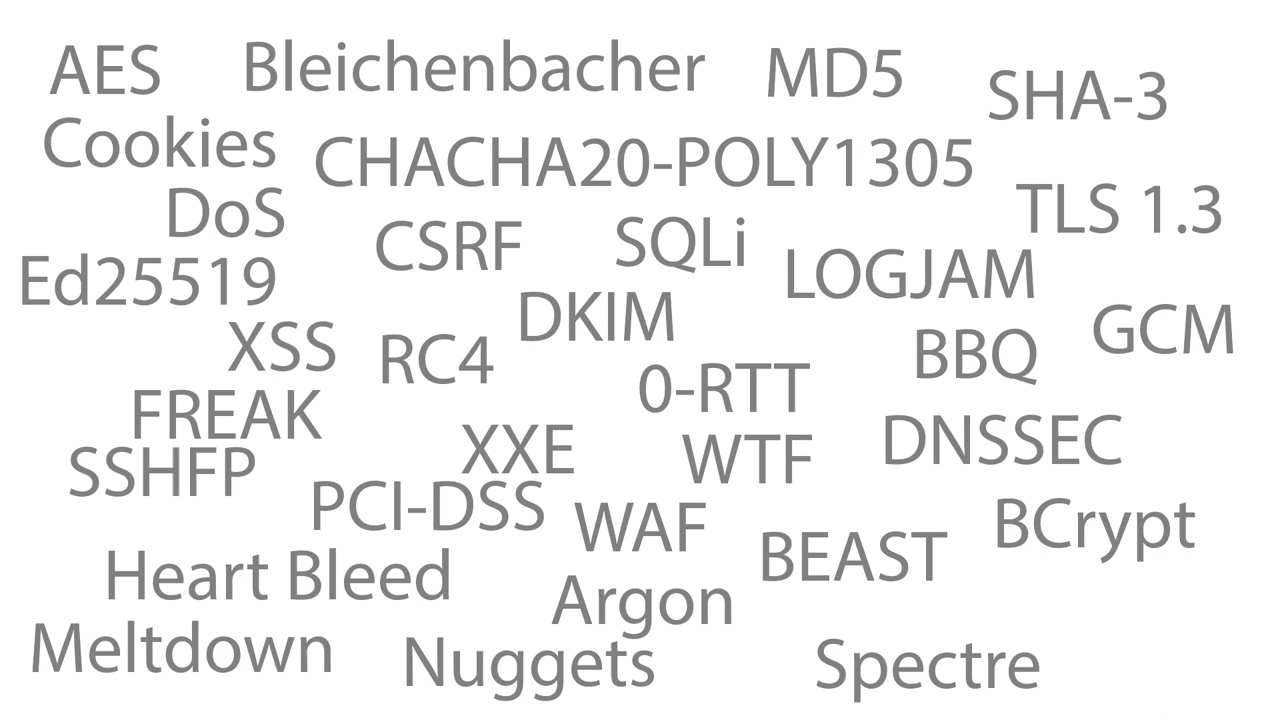 AES
Bleichenbacher
MD5
SHA-3
Cookies
CHACHA20-POLY1305
DoS
CSRF
SQLi
TLS 1.3
Ed25519
LOGJAM
DKIM
XSS
RC4
BBQ
GCM
0-RTT
FREAK
XXE
WTF
DNSSEC
SSHFP
PCI-DSS
WAF
BCrypt
Heart Bleed
BEAST
Argon
Meltdown
Nuggets
Spectre